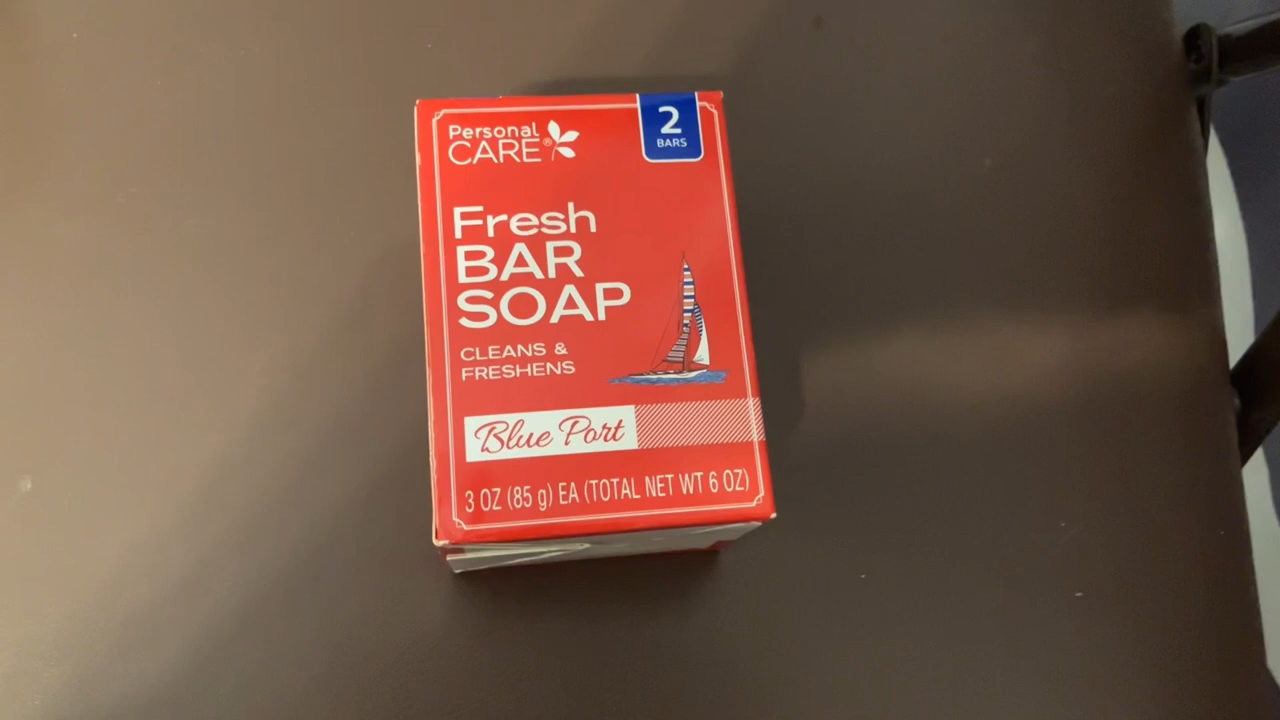 Personal
CARE®
2
BARS
Fresh
BAR
SOAP
CLEANS &
FRESHENS
Blue Port
3 OZ (85 g) EA (TOTAL NET WT 6 OZ)